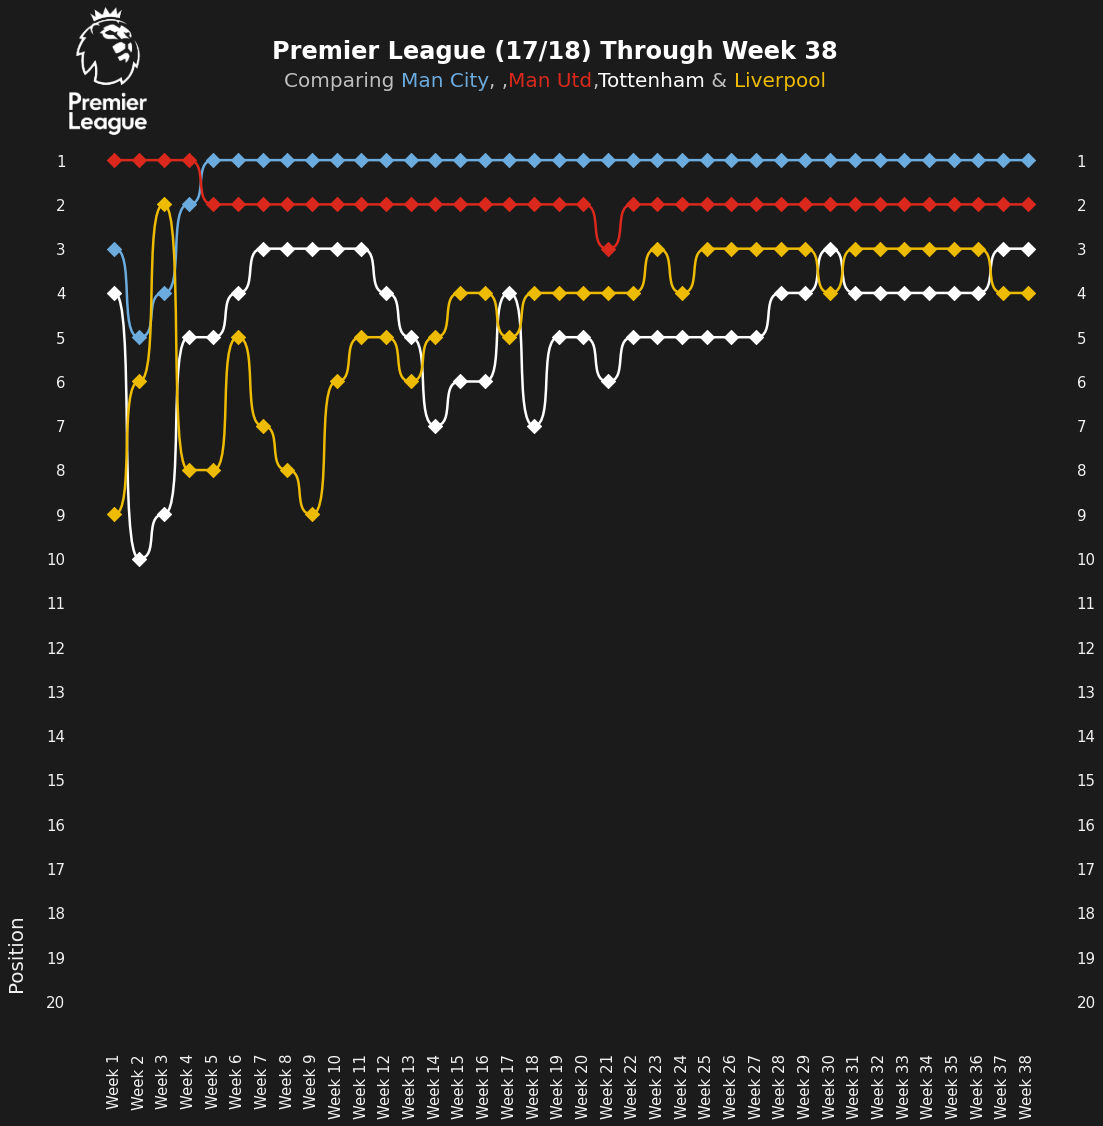 Premier League (17/18) Through Week 38
Comparing Man City, ,Man Utd,Tottenham & Liverpool
Premier
League
1 1
2 2
3 3
4 4
5 5
6 6
7 7
8 8
9 9
10 10
11 11
12 12
13 13
14 14
15 15
16 16
17 17
18 18
19 19
20 20
Position
Week 1
Week 2
Week 3
Week 4
Week 5
Week 6
Week 7
Week 8
Week 9
Week 10
Week 11
Week 12
Week 13
Week 14
Week 15
Week 16
Week 17
Week 18
Week 19
Week 20
Week 21
Week 22
Week 23
Week 24
Week 25
Week 26
Week 27
Week 28
Week 29
Week 30
Week 31
Week 32
Week 33
Week 34
Week 35
Week 36
Week 37
Week 38